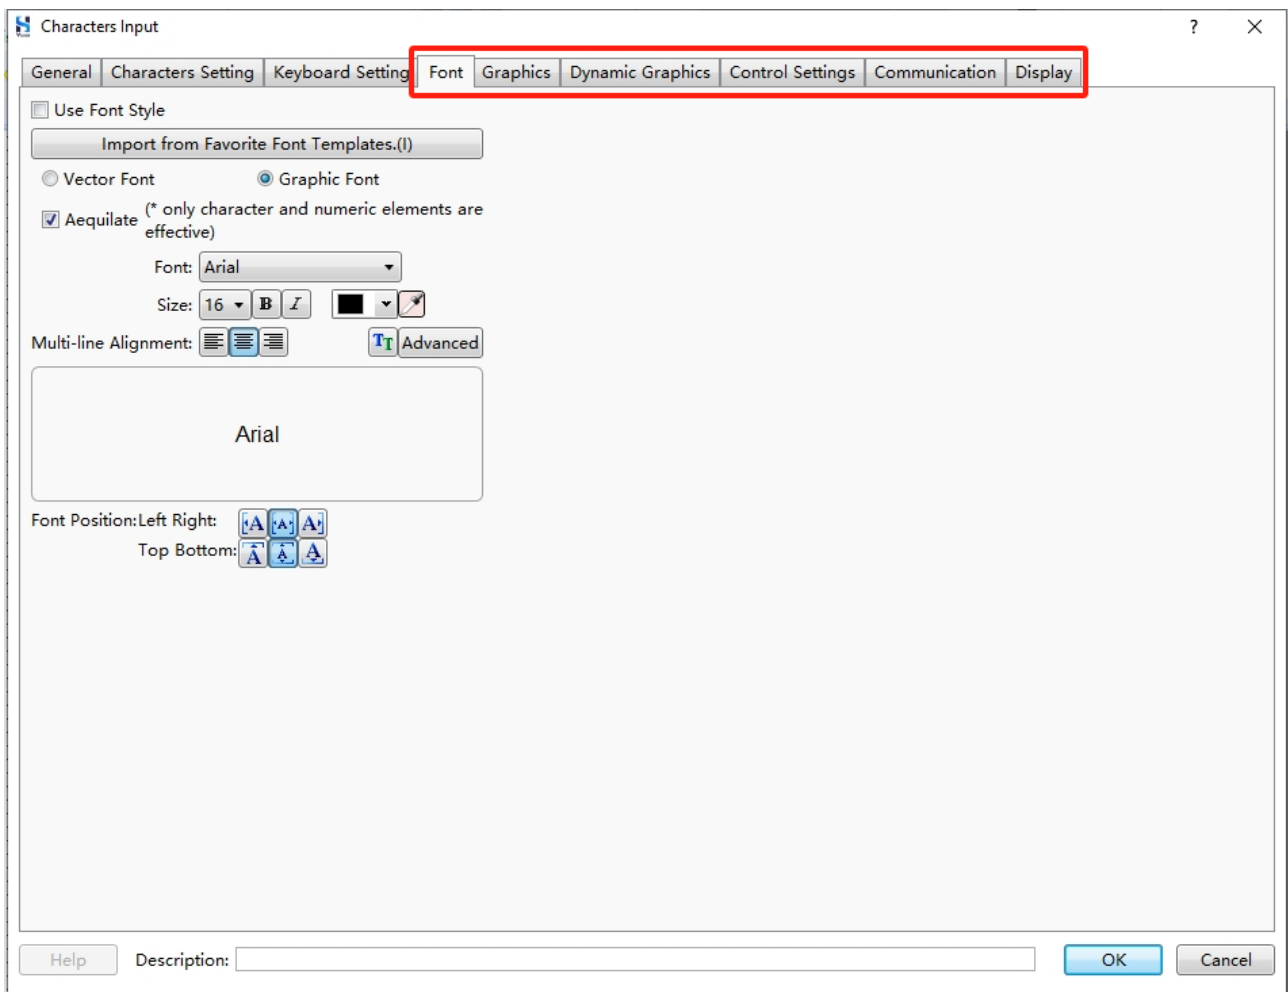 Characters Input ?
General Characters Setting Keyboard Setting Font Graphics Dynamic Graphics Control Settings Communication Display
Use Font Style
Import from Favorite Font Templates.(I)
Vector Font Graphic Font
Aequilate (* only character and numeric elements are
effective)
Font: Arial
Size: 16 B I
Multi-line Alignment: TT Advanced
Arial
Font Position:Left Right: A A A
Top Bottom: A A A
Help Description: OK Cancel